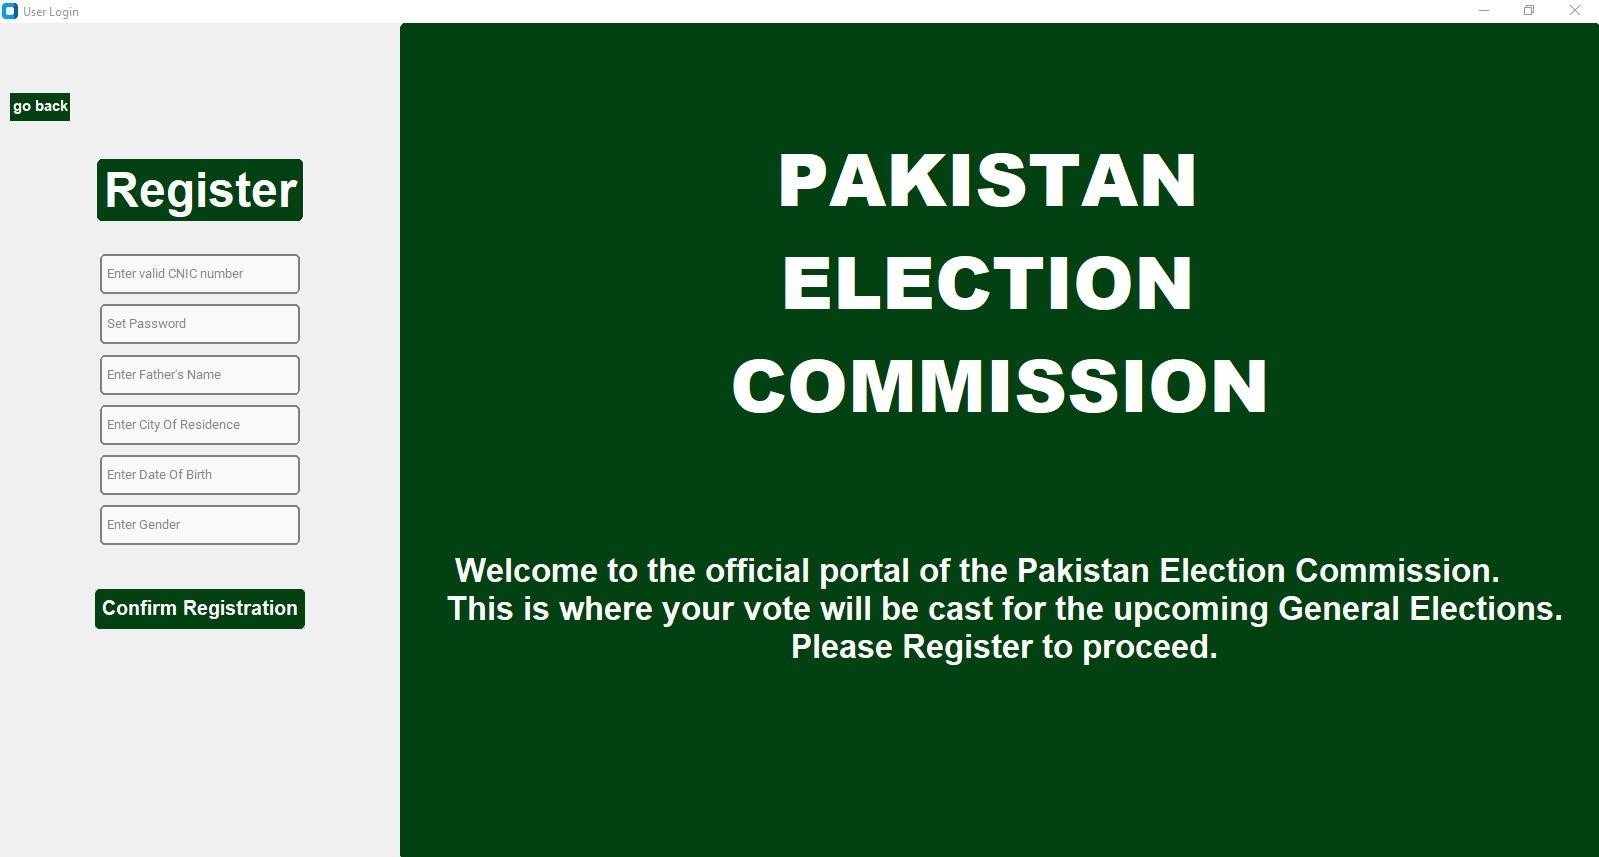 User Login
go back
Register
Enter valid CNIC number
Set Password
Enter Father's Name
Enter City Of Residence
Enter Date Of Birth
Enter Gender
Confirm Registration
PAKISTAN
ELECTION
COMMISSION
Welcome to the official portal of the Pakistan Election Commission.
This is where your vote will be cast for the upcoming General Elections.
Please Register to proceed.